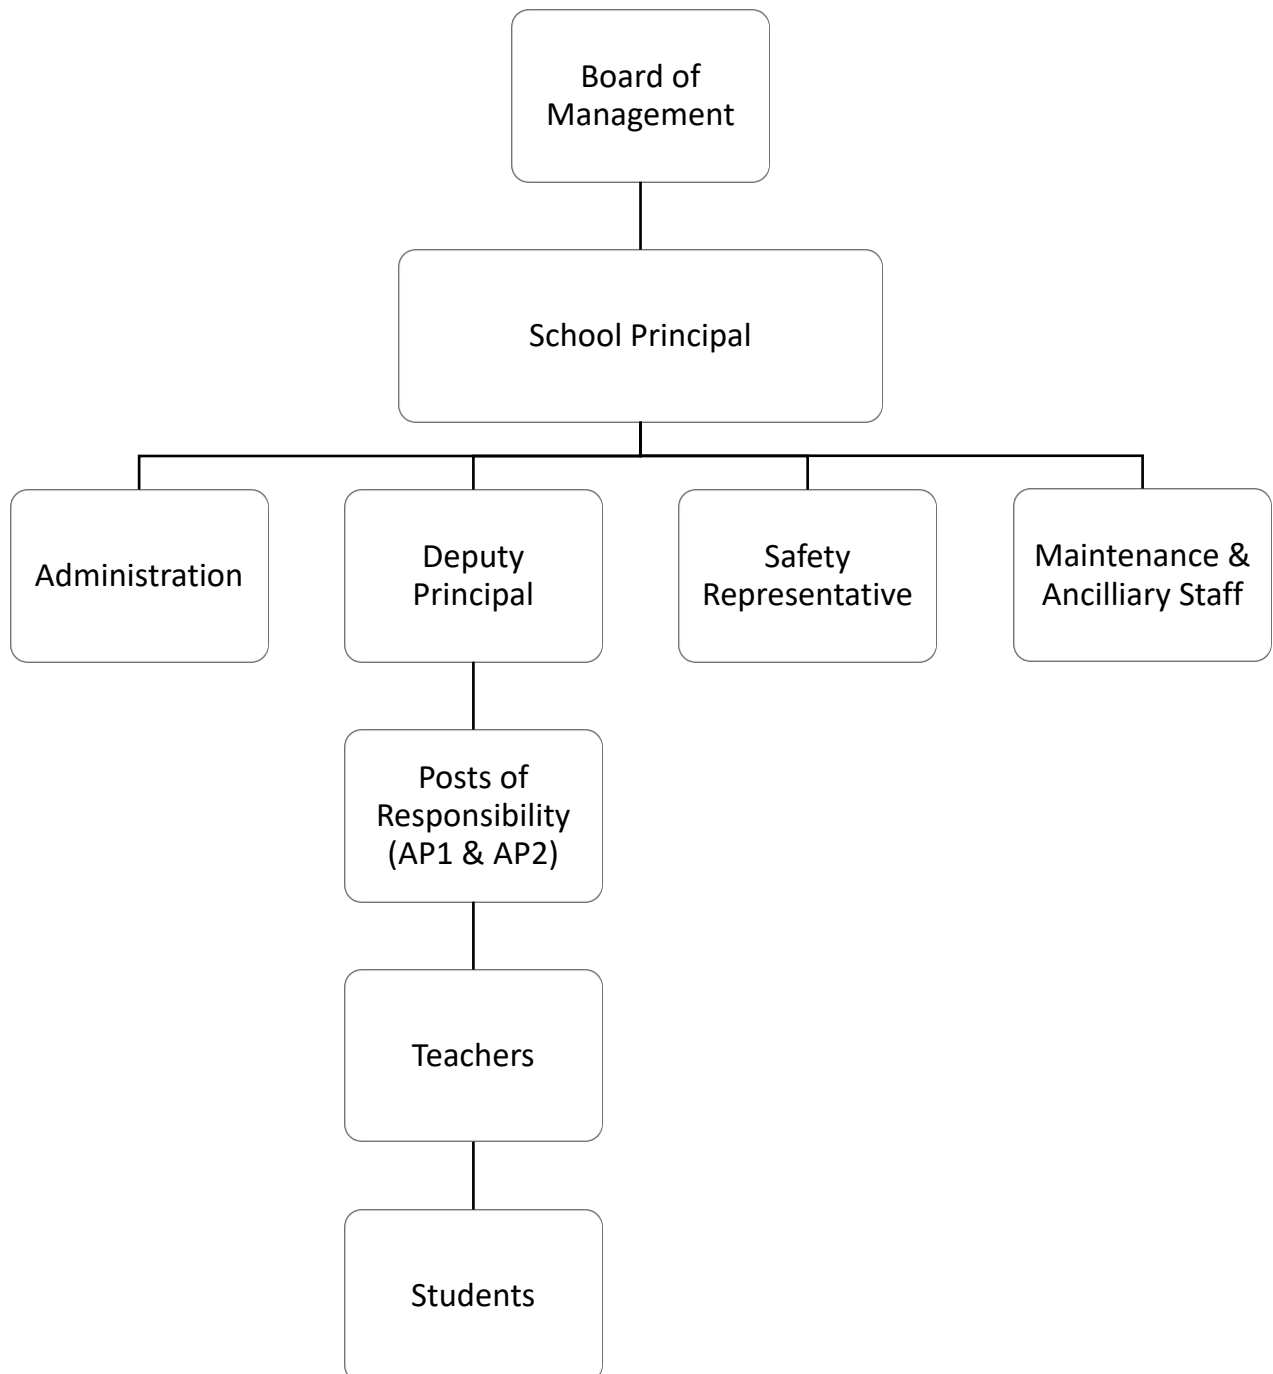 Board of
Management
School Principal
Administration
Deputy
Principal
Safety
Representative
Maintenance &
Ancilliary Staff
Posts of
Responsibility
(AP1 & AP2)
Teachers
Students